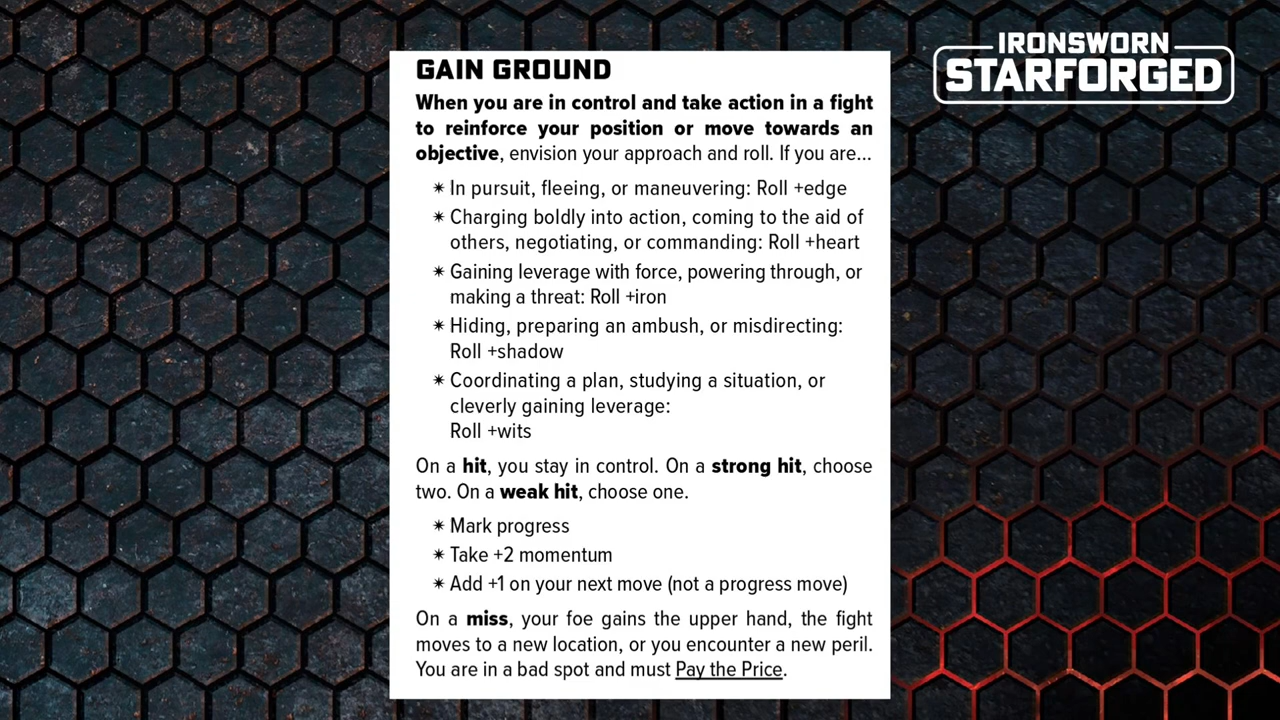 IRONSWORN
STARFORGED
GAIN GROUND
When you are in control and take action in a fight
to reinforce your position or move towards an
objective, envision your approach and roll. If you are...
✴ In pursuit, fleeing, or maneuvering: Roll +edge
✴ Charging boldly into action, coming to the aid of
others, negotiating, or commanding: Roll +heart
✴ Gaining leverage with force, powering through, or
making a threat: Roll +iron
✴ Hiding, preparing an ambush, or misdirecting:
Roll +shadow
✴ Coordinating a plan, studying a situation, or
cleverly gaining leverage:
Roll +wits
On a hit, you stay in control. On a strong hit, choose
two. On a weak hit, choose one.
✴ Mark progress
✴ Take +2 momentum
✴ Add +1 on your next move (not a progress move)
On a miss, your foe gains the upper hand, the fight
moves to a new location, or you encounter a new peril.
You are in a bad spot and must Pay the Price.